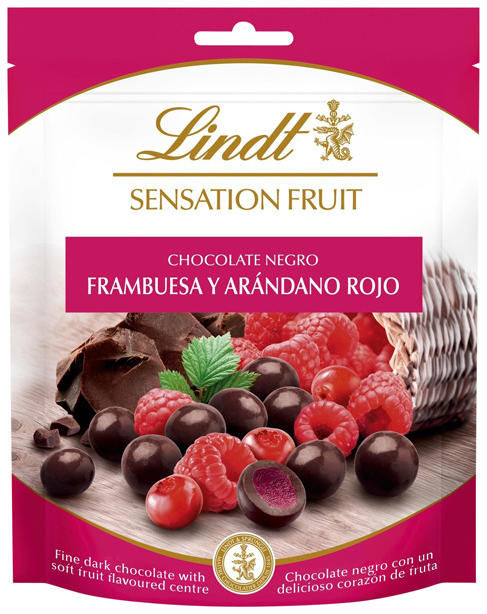 Lindt
SENSATION FRUIT
CHOCOLATE NEGRO
FRAMBUESA Y ARÁNDANO ROJO
Fine dark chocolate with
soft fruit flavoured centre
Chocolate negro con un
delicioso corazón de fruta